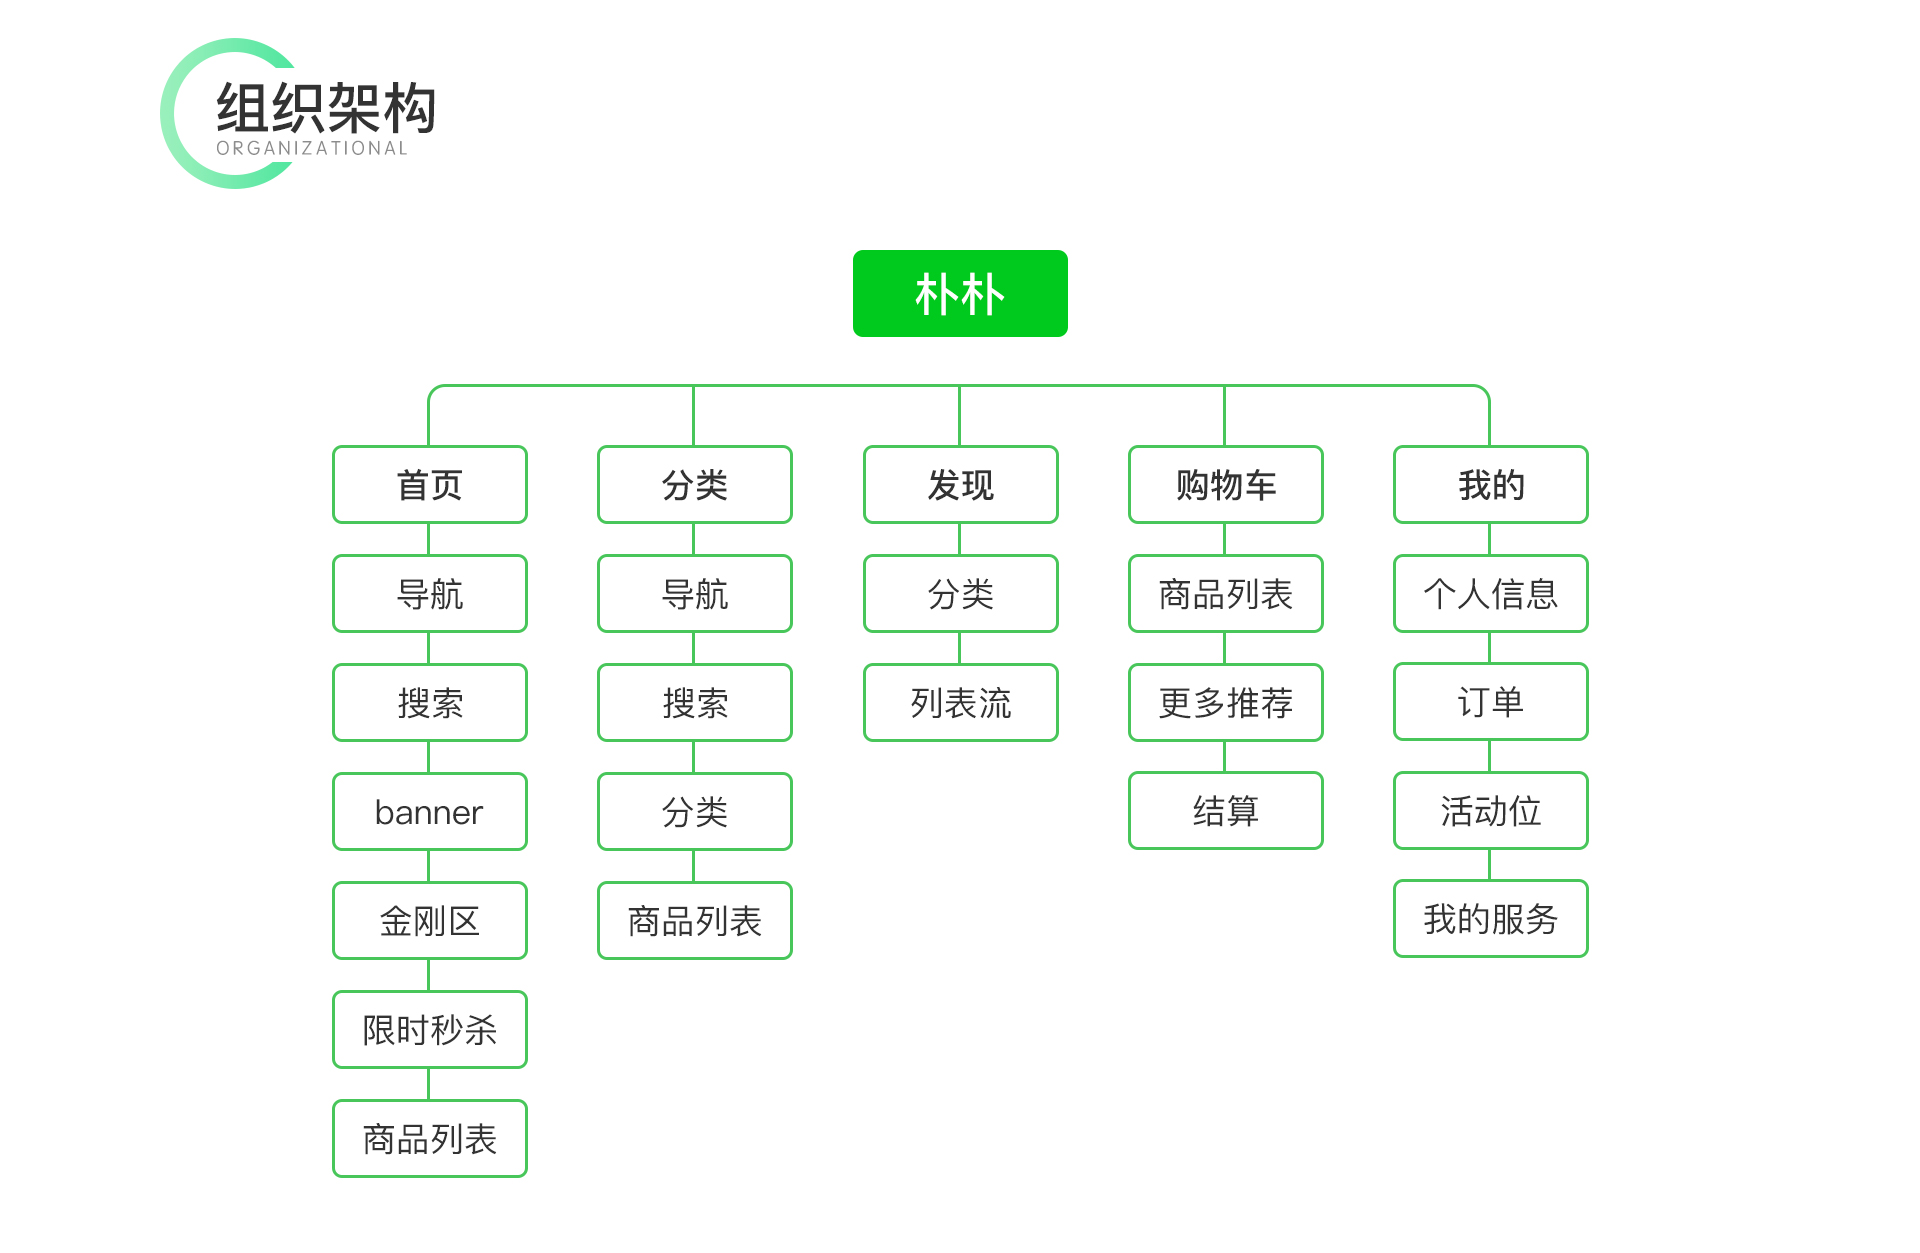 组织架构
ORGANIZATIONAL
朴朴
首页
导航
搜索
banner
金刚区
限时秒杀
商品列表
分类
导航
搜索
分类
商品列表
发现
分类
列表流
购物车
商品列表
更多推荐
结算
我的
个人信息
订单
活动位
我的服务